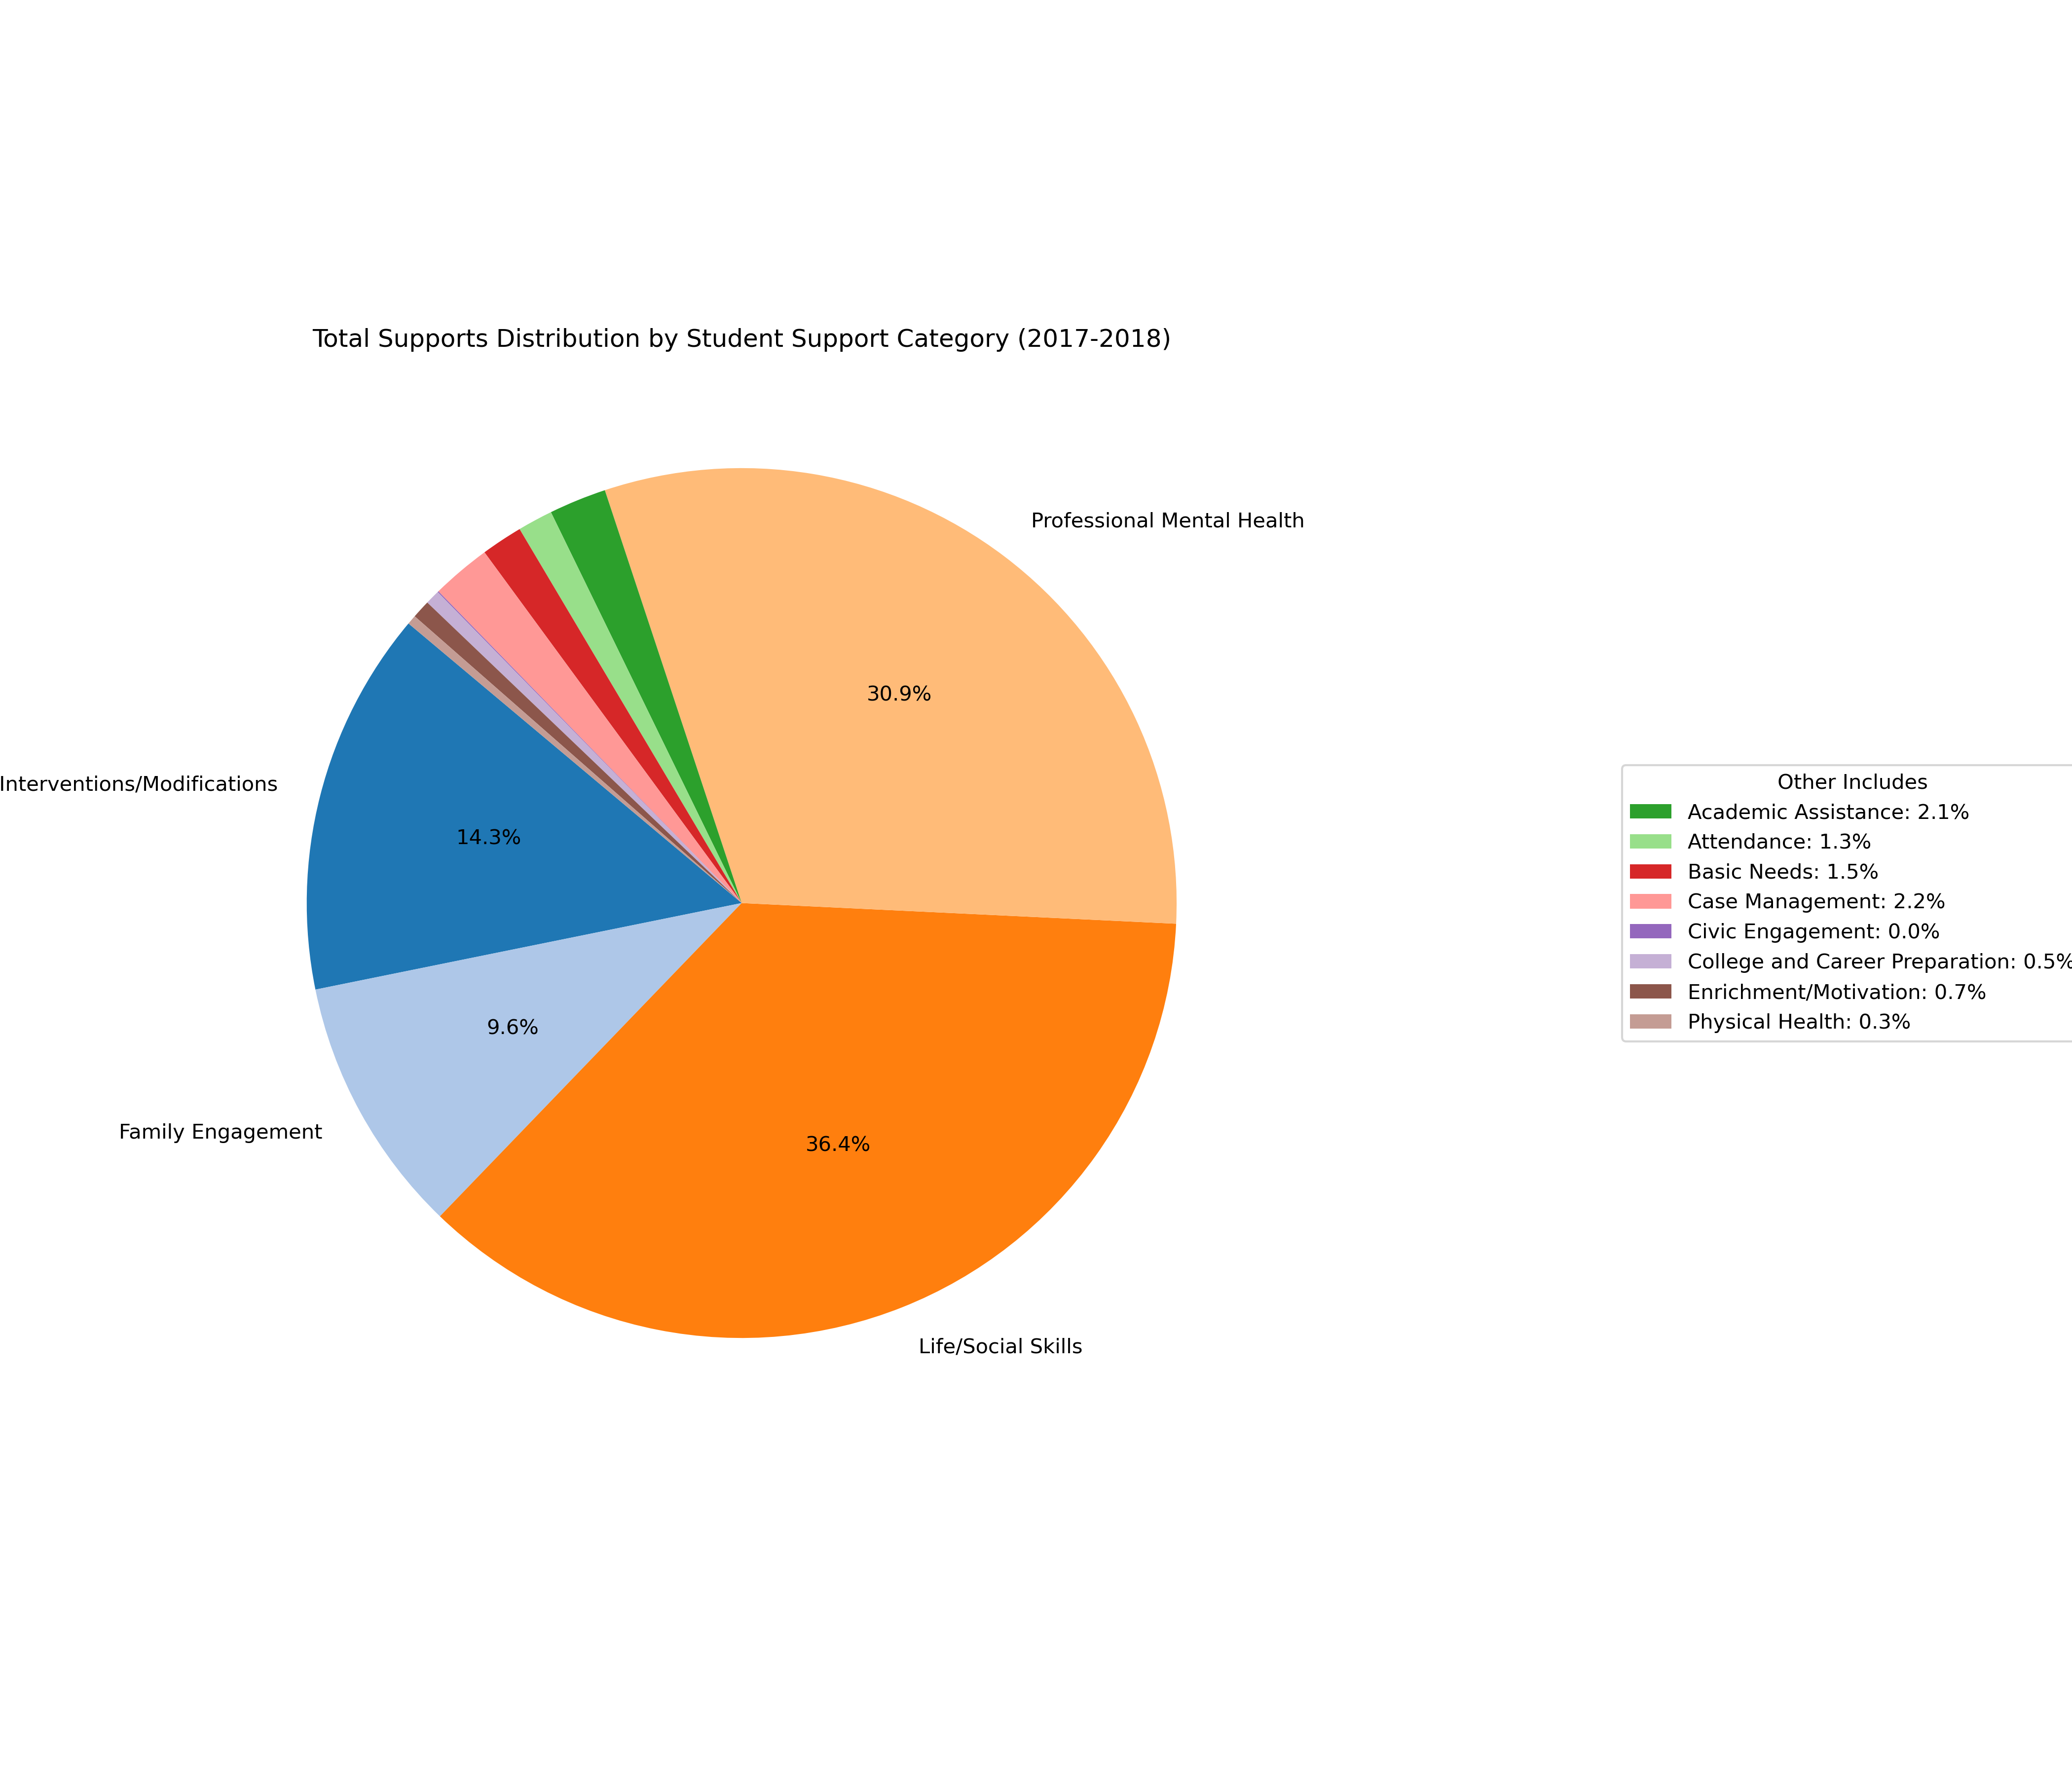 Total Supports Distribution by Student Support Category (2017-2018)
Professional Mental Health
30.9%
Interventions/Modifications
14.3%
9.6%
Family Engagement
36.4%
Life/Social Skills
Other Includes
Academic Assistance: 2.1%
Attendance: 1.3%
Basic Needs: 1.5%
Case Management: 2.2%
Civic Engagement: 0.0%
College and Career Preparation: 0.5%
Enrichment/Motivation: 0.7%
Physical Health: 0.3%